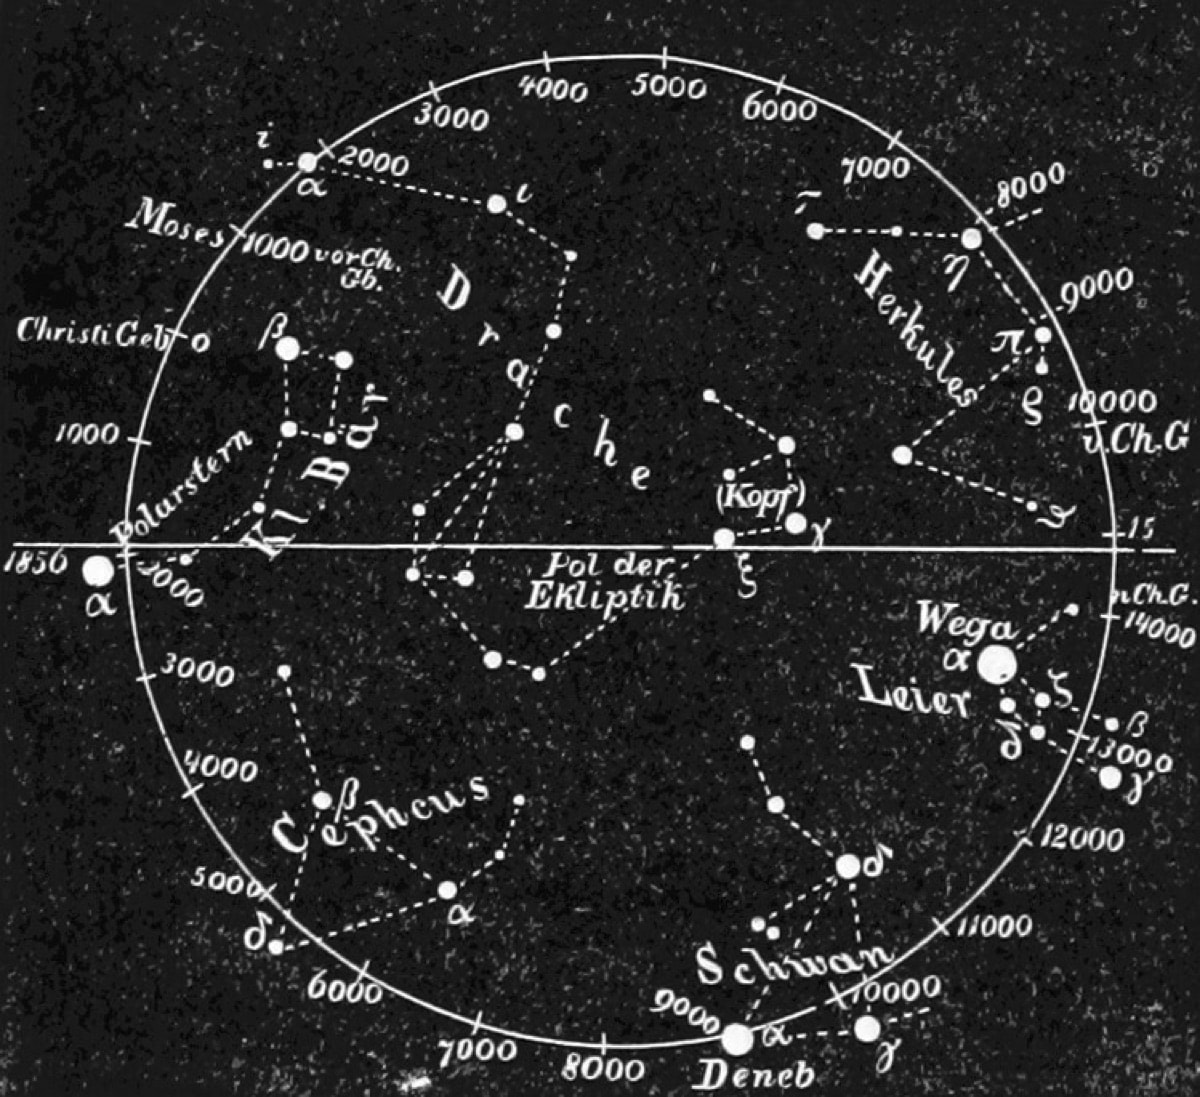 4000
5000
6000
3000
7000
i
2000
α
ι
8000
τ
Moses
1000 vor Ch.
Gb.
η
9000
Drache
Herkules
Christi Geb.
0
β
π
ϱ
10000
v. Ch. G
1000
Polarstern
Kl. Bär
(Kopf)
γ
ϑ
15
1856
α
2000
Pol der
Ekliptik
ξ
n Ch. G.
14000
Wega
α
Leier
ζ
β
δ
13000
γ
3000
4000
β
Cepheus
12000
5000
δ
α
δ
11000
Schwan
6000
10000
9000
α
γ
7000
8000
Deneb